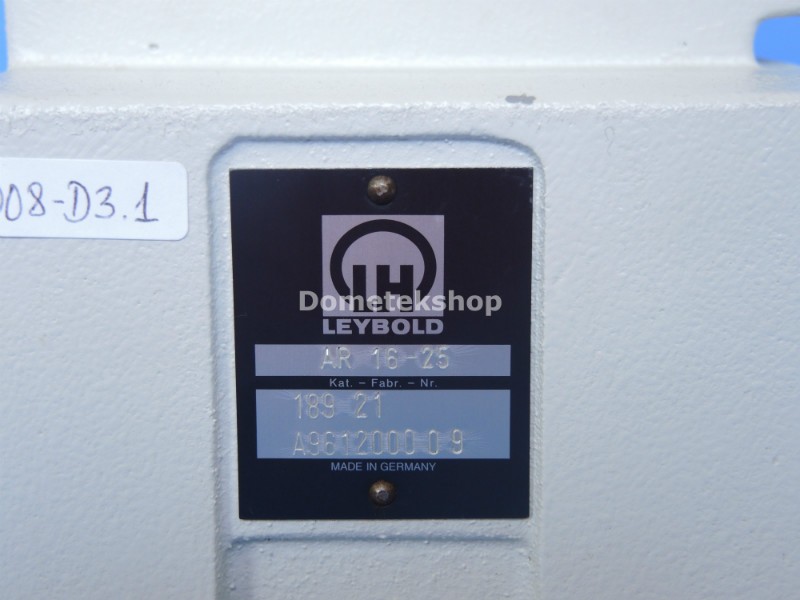 008-D3.1
LH
Dometekshop
LEYBOLD
AR 16-25
Kat. - Fabr. - Nr.
189 21
A9612000 0 9
MADE IN GERMANY